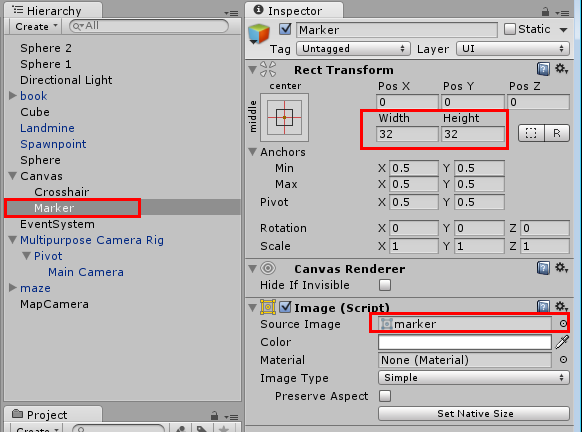 Hierarchy
Create
All
Sphere 2
Sphere 1
Directional Light
book
Cube
Landmine
Spawnpoint
Sphere
Canvas
Crosshair
Marker
EventSystem
Multipurpose Camera Rig
Pivot
Main Camera
maze
MapCamera
Project
Create
Inspector
Marker Static
Tag Untagged Layer UI
Rect Transform
center Pos X Pos Y Pos Z
0 0 0
middle
Width Height
32 32
R
Anchors
Min X 0.5 Y 0.5
Max X 0.5 Y 0.5
Pivot X 0.5 Y 0.5
Rotation X 0 Y 0 Z 0
Scale X 1 Y 1 Z 1
Canvas Renderer
Hide If Invisible
Image (Script)
Source Image marker
Color
Material None (Material)
Image Type Simple
Preserve Aspect
Set Native Size